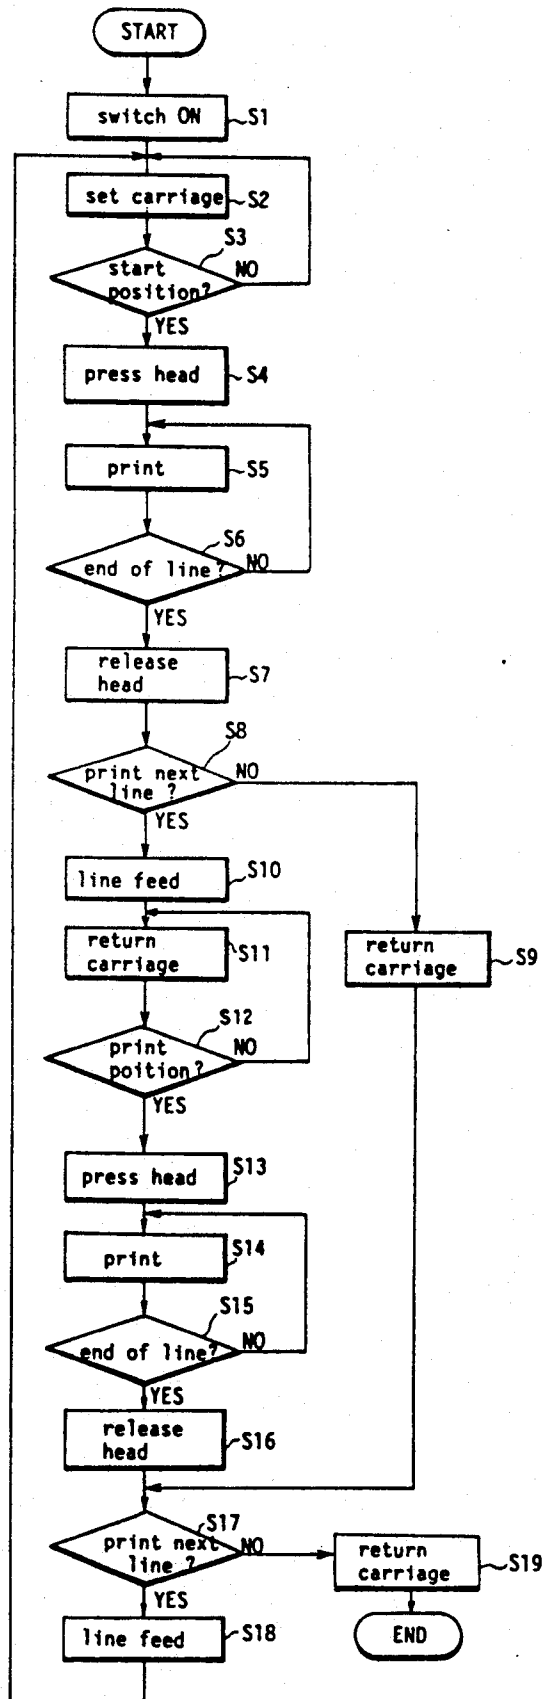 START
switch ON
S1
set carriage
S2
S3
start
position?
NO
YES
press head
S4
print
S5
S6
end of line?
NO
YES
release
head
S7
S8
print next
line ?
NO
YES
line feed
S10
return
carriage
S11
return
carriage
S9
S12
print
position?
NO
YES
press head
S13
print
S14
S15
end of line?
NO
YES
release
head
S16
S17
print next
line ?
NO
return
carriage
S19
YES
line feed
S18
END